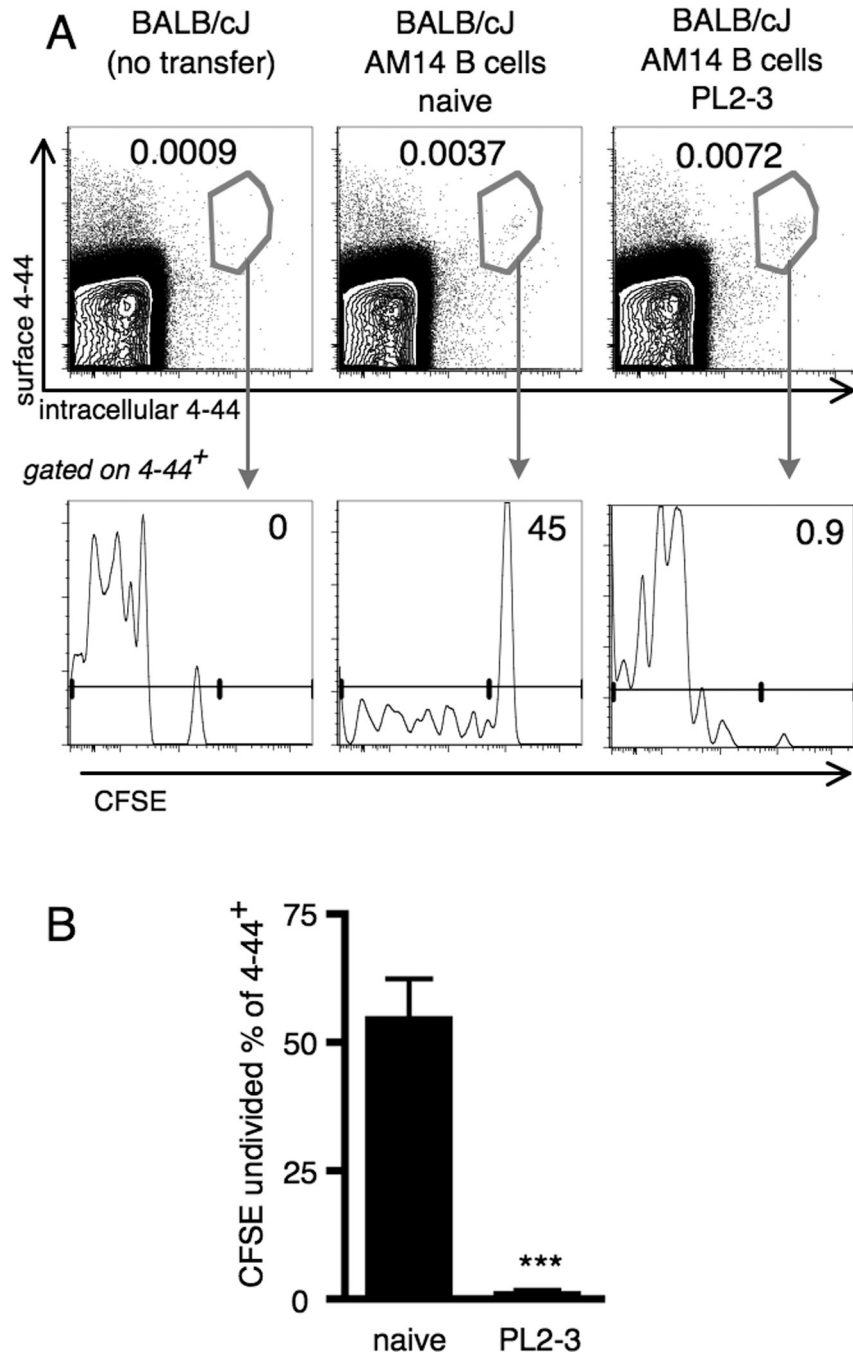 A
BALB/cJ
(no transfer)
BALB/cJ
AM14 B cells
naive
BALB/cJ
AM14 B cells
PL2-3
0.0009
0.0037
0.0072
surface 4-44
intracellular 4-44
gated on 4-44+
0
45
0.9
CFSE
B
CFSE undivided % of 4-44+
75
50
25
0
***
naive
PL2-3